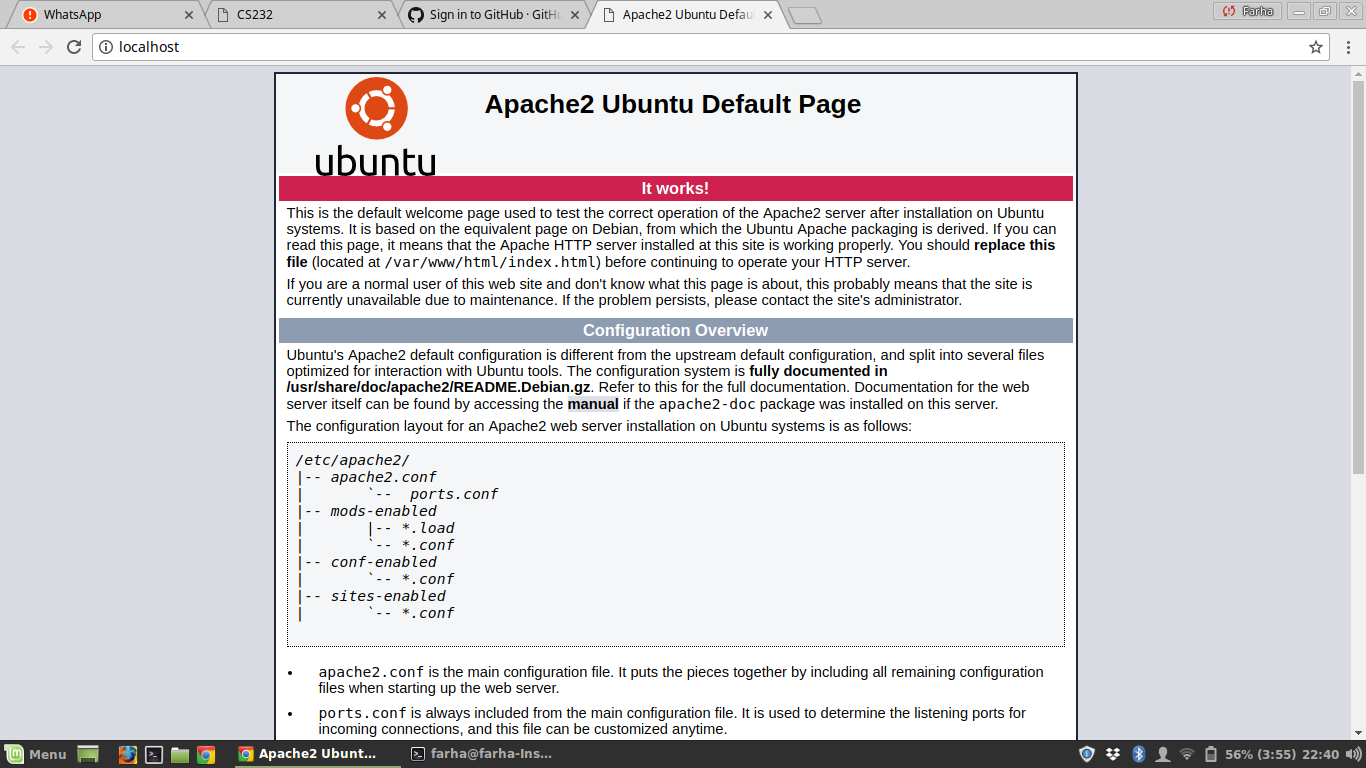 WhatsApp
CS232
Sign in to GitHub · GitHu
Apache2 Ubuntu Defau
Farha
localhost
ubuntu
Apache2 Ubuntu Default Page
It works!
This is the default welcome page used to test the correct operation of the Apache2 server after installation on Ubuntu
systems. It is based on the equivalent page on Debian, from which the Ubuntu Apache packaging is derived. If you can
read this page, it means that the Apache HTTP server installed at this site is working properly. You should replace this
file (located at /var/www/html/index.html) before continuing to operate your HTTP server.
If you are a normal user of this web site and don't know what this page is about, this probably means that the site is
currently unavailable due to maintenance. If the problem persists, please contact the site's administrator.
Configuration Overview
Ubuntu's Apache2 default configuration is different from the upstream default configuration, and split into several files
optimized for interaction with Ubuntu tools. The configuration system is fully documented in
/usr/share/doc/apache2/README.Debian.gz. Refer to this for the full documentation. Documentation for the web
server itself can be found by accessing the manual if the apache2-doc package was installed on this server.
The configuration layout for an Apache2 web server installation on Ubuntu systems is as follows:
/etc/apache2/
|-- apache2.conf
|       `--  ports.conf
|-- mods-enabled
|       |-- *.load
|       `-- *.conf
|-- conf-enabled
|       `-- *.conf
|-- sites-enabled
|       `-- *.conf
• apache2.conf is the main configuration file. It puts the pieces together by including all remaining configuration
files when starting up the web server.
• ports.conf is always included from the main configuration file. It is used to determine the listening ports for
incoming connections, and this file can be customized anytime.
Menu
Apache2 Ubunt...
farha@farha-Ins...
56% (3:55) 22:40